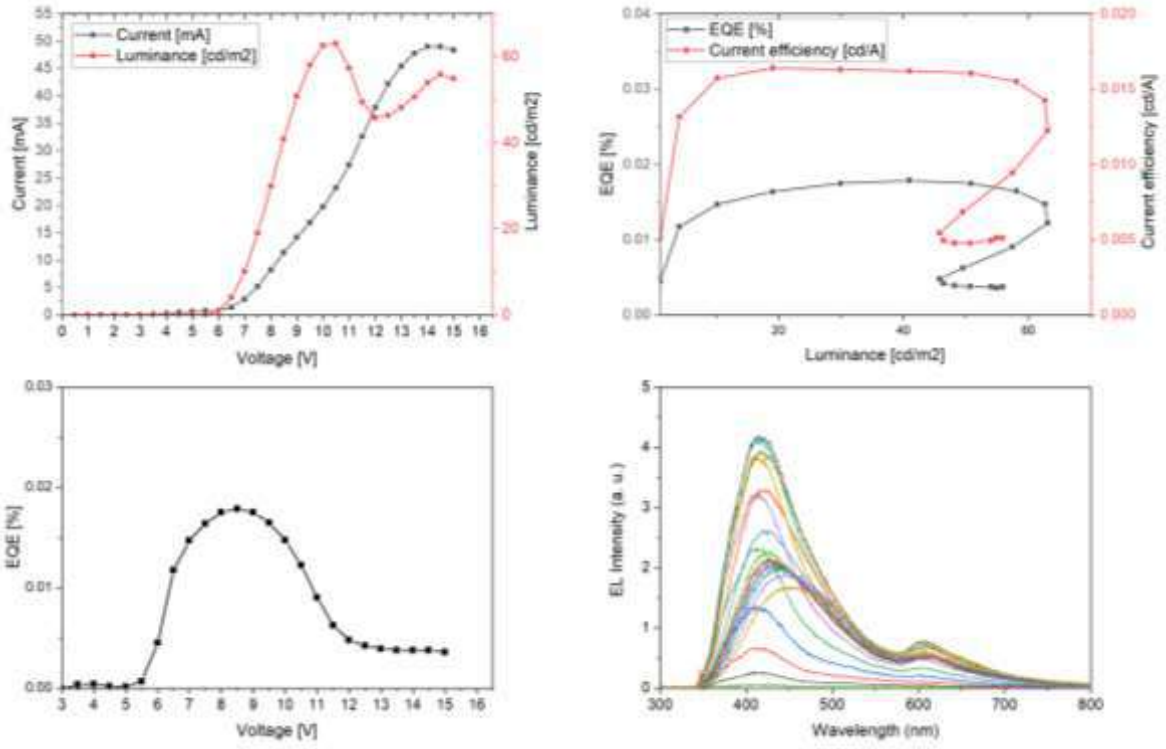 Current [mA]
Luminance [cd/m2]
55
50
45
40
35
30
25
20
15
10
5
0
Current [mA]
0 1 2 3 4 5 6 7 8 9 10 11 12 13 14 15 16
Voltage [V]
60
40
20
0
Luminance [cd/m2]
EQE [%]
Current efficiency [cd/A]
0.04
0.03
0.02
0.01
0.00
EQE [%]
20 40 60
Luminance [cd/m2]
0.020
0.015
0.010
0.005
0.000
Current efficiency [cd/A]
0.03
0.02
0.01
0.00
EQE [%]
3 4 5 6 7 8 9 10 11 12 13 14 15 16
Voltage [V]
5
4
3
2
1
0
EL Intensity (a. u.)
300 400 500 600 700 800
Wavelength (nm)